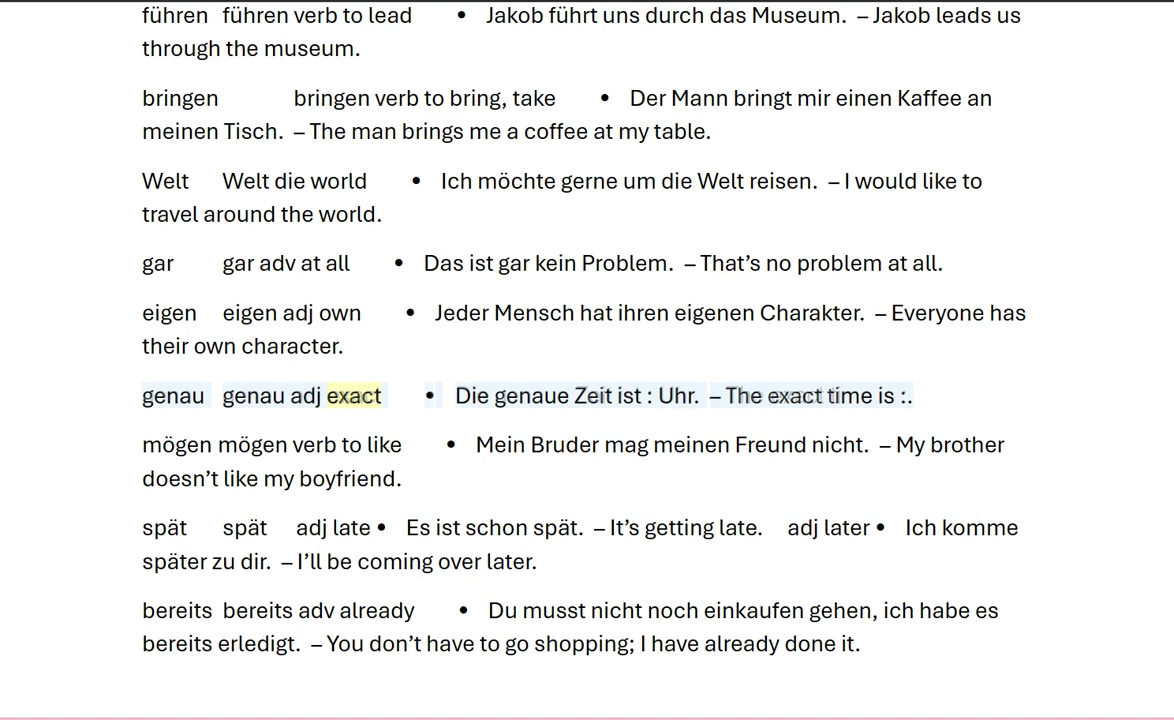 führen führen verb to lead • Jakob führt uns durch das Museum. – Jakob leads us
through the museum.
bringen bringen verb to bring, take • Der Mann bringt mir einen Kaffee an
meinen Tisch. – The man brings me a coffee at my table.
Welt Welt die world • Ich möchte gerne um die Welt reisen. – I would like to
travel around the world.
gar gar adv at all • Das ist gar kein Problem. – That’s no problem at all.
eigen eigen adj own • Jeder Mensch hat ihren eigenen Charakter. – Everyone has
their own character.
genau genau adj exact • Die genaue Zeit ist : Uhr. – The exact time is :.
mögen mögen verb to like • Mein Bruder mag meinen Freund nicht. – My brother
doesn’t like my boyfriend.
spät spät adj late • Es ist schon spät. – It’s getting late. adj later • Ich komme
später zu dir. – I’ll be coming over later.
bereits bereits adv already • Du musst nicht noch einkaufen gehen, ich habe es
bereits erledigt. – You don’t have to go shopping; I have already done it.